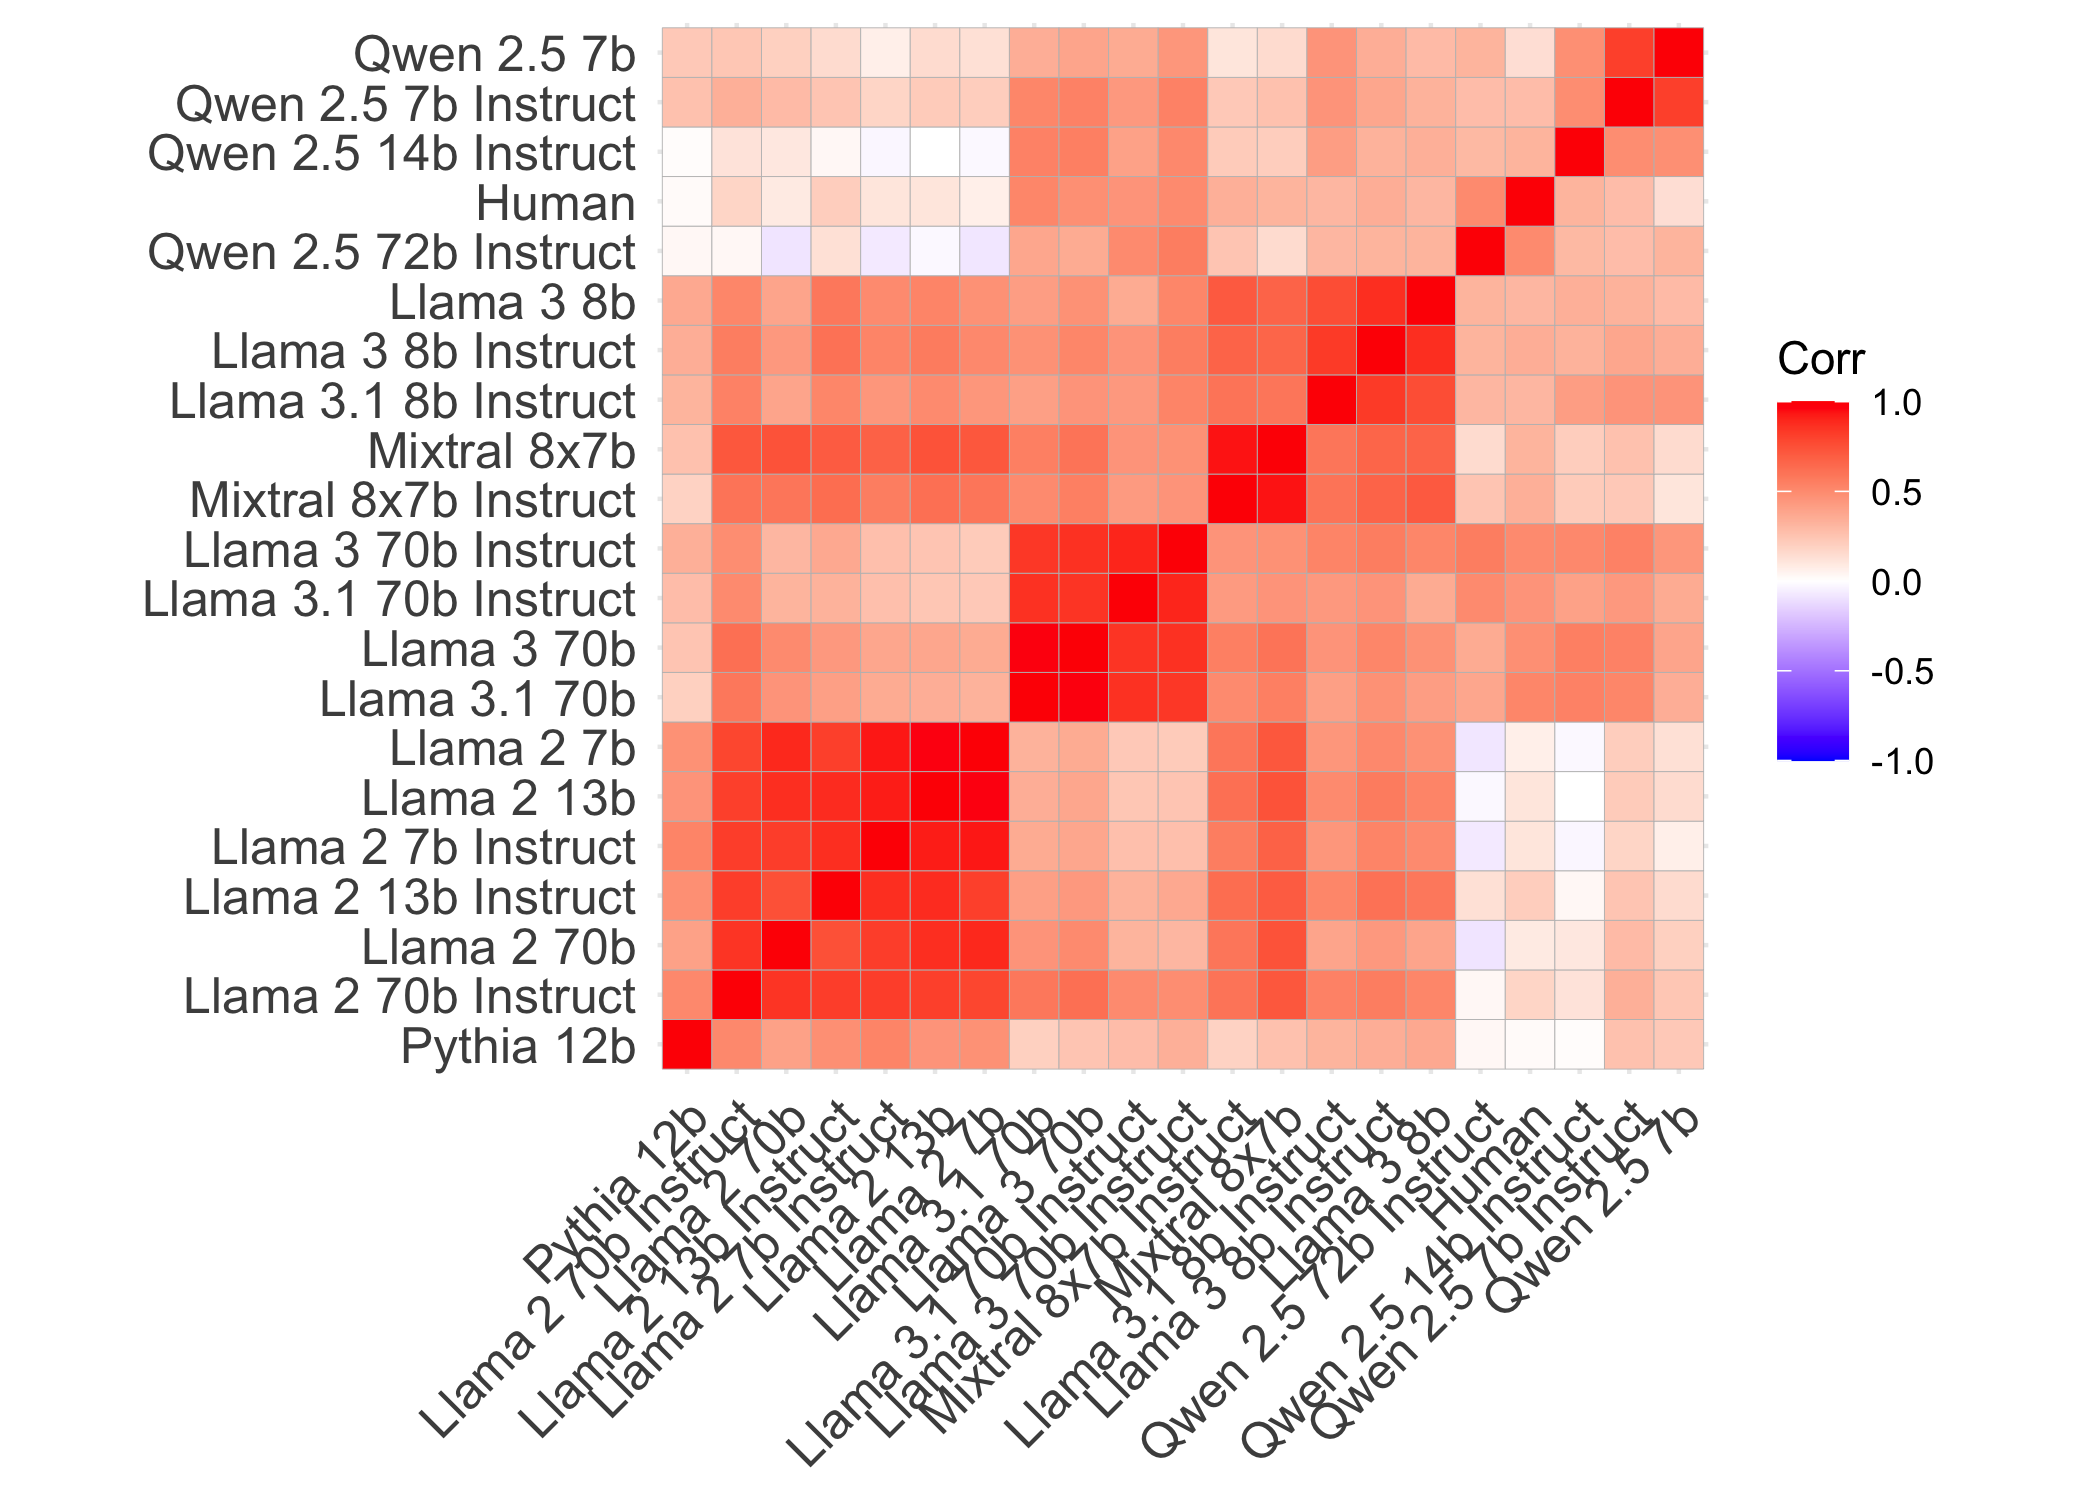 Qwen 2.5 7b
Qwen 2.5 7b Instruct
Qwen 2.5 14b Instruct
Human
Qwen 2.5 72b Instruct
Llama 3 8b
Llama 3 8b Instruct
Llama 3.1 8b Instruct
Mixtral 8x7b
Mixtral 8x7b Instruct
Llama 3 70b Instruct
Llama 3.1 70b Instruct
Llama 3 70b
Llama 3.1 70b
Llama 2 7b
Llama 2 13b
Llama 2 7b Instruct
Llama 2 13b Instruct
Llama 2 70b
Llama 2 70b Instruct
Pythia 12b
Corr
1.0
0.5
0.0
-0.5
-1.0
Pythia 12b
Llama 2 70b Instruct
Llama 2 70b
Llama 2 13b Instruct
Llama 2 7b Instruct
Llama 2 13b
Llama 2 7b
Llama 3.1 70b
Llama 3 70b
Llama 3.1 70b Instruct
Llama 3 70b Instruct
Mixtral 8x7b Instruct
Mixtral 8x7b
Llama 3.1 8b Instruct
Llama 3 8b Instruct
Llama 3 8b
Qwen 2.5 72b Instruct
Human
Qwen 2.5 14b Instruct
Qwen 2.5 7b Instruct
Qwen 2.5 7b